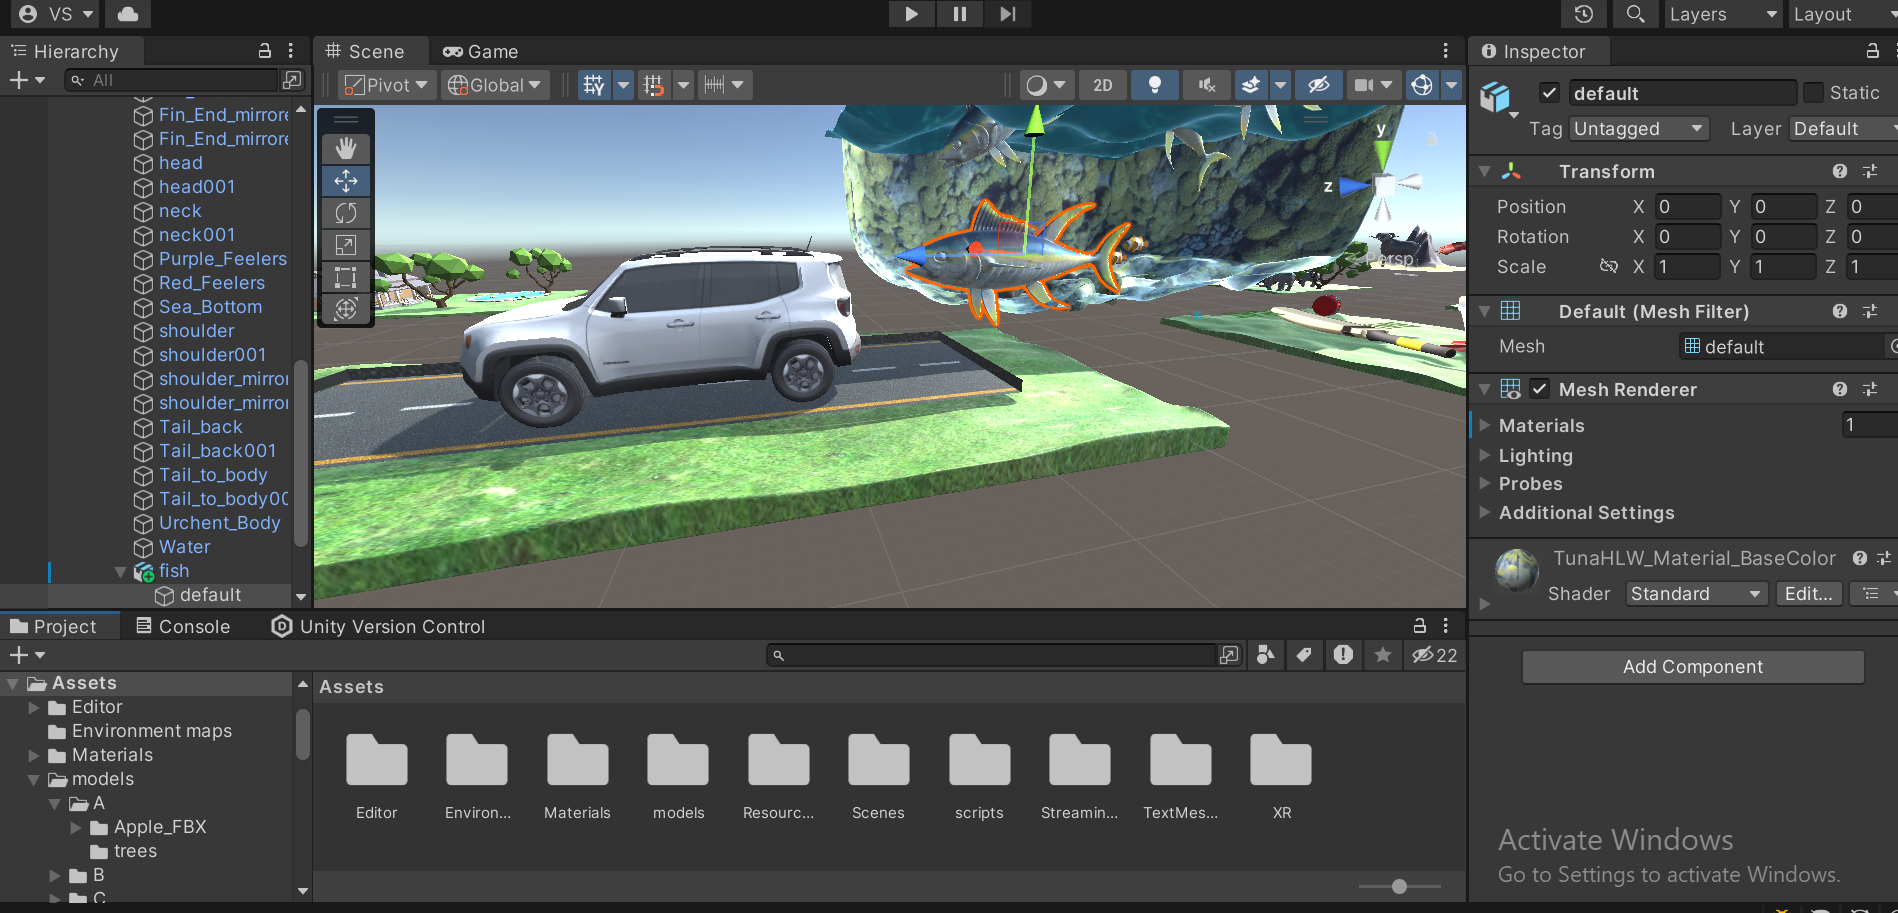 VS
Layers
Layout
Hierarchy
All
Fin_End_mirrore
Fin_End_mirrore
head
head001
neck
neck001
Purple_Feelers
Red_Feelers
Sea_Bottom
shoulder
shoulder001
shoulder_mirror
shoulder_mirror
Tail_back
Tail_back001
Tail_to_body
Tail_to_body00
Urchent_Body
Water
fish
default
Scene
Game
Pivot
Global
2D
y
z
Persp
Inspector
default
Static
Tag Untagged
Layer Default
Transform
Position X 0 Y 0 Z 0
Rotation X 0 Y 0 Z 0
Scale X 1 Y 1 Z 1
Default (Mesh Filter)
Mesh default
Mesh Renderer
Materials 1
Lighting
Probes
Additional Settings
TunaHLW_Material_BaseColor
Shader Standard Edit...
Add Component
Project
Console
Unity Version Control
22
Assets
Editor
Environment maps
Materials
models
A
Apple_FBX
trees
B
C
Assets
Editor
Environ...
Materials
models
Resourc...
Scenes
scripts
Streamin...
TextMes...
XR
Activate Windows
Go to Settings to activate Windows.